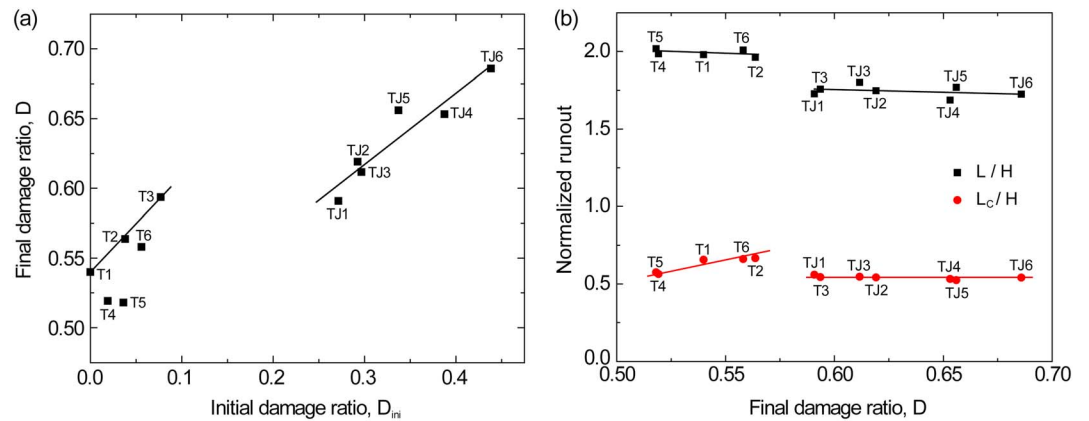 (a)
0.70
0.65
0.60
0.55
0.50
Final damage ratio, D
TJ6
TJ5
TJ4
TJ2
TJ3
TJ1
T3
T2
T6
T1
T4
T5
0.0
0.1
0.2
0.3
0.4
Initial damage ratio, D_ini
(b)
2.0
1.5
1.0
0.5
0.0
Normalized runout
T5
T4
T1
T6
T2
T3
TJ1
TJ3
TJ2
TJ5
TJ4
TJ6
L / H
L_C / H
T5
T4
T1
T6
T2
TJ1
T3
TJ3
TJ2
TJ4
TJ5
TJ6
0.50
0.55
0.60
0.65
0.70
Final damage ratio, D